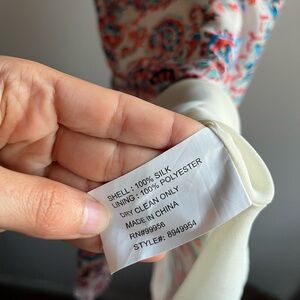 SHELL : 100% SILK
LINING : 100% POLYESTER
DRY CLEAN ONLY
MADE IN CHINA
RN#99956
STYLE#: 8949954